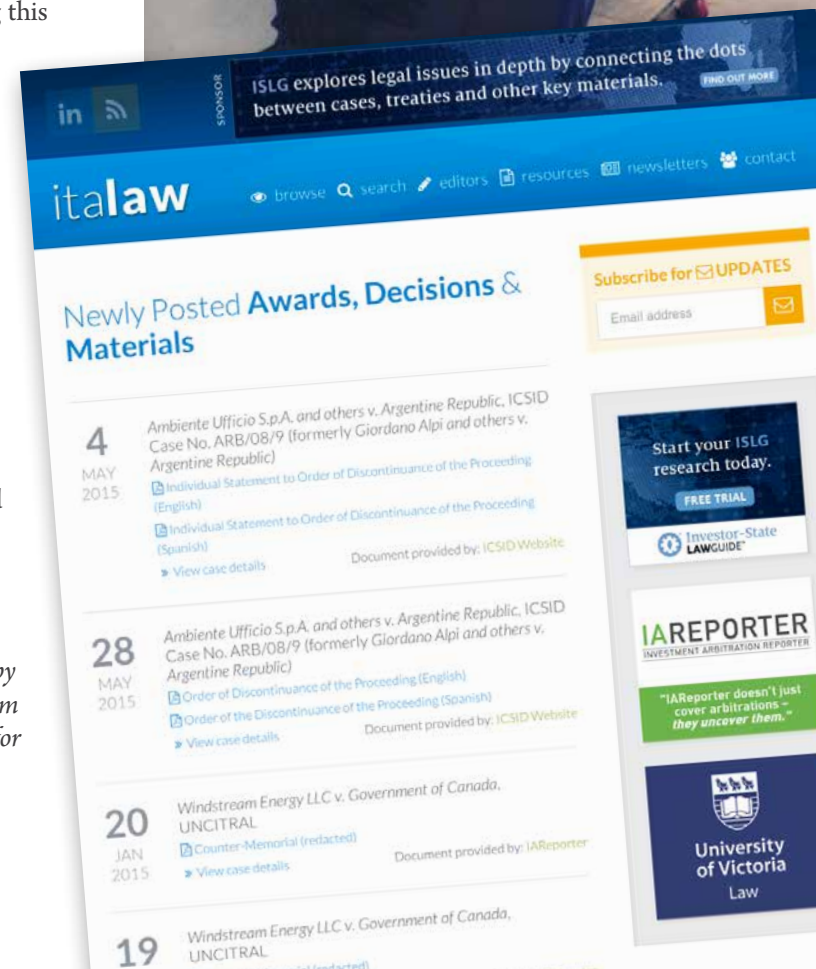 this
in
SPONSOR
ISLG explores legal issues in depth by connecting the dots
between cases, treaties and other key materials.
FIND OUT MORE
italaw
browse
search
editors
resources
newsletters
contact
Newly Posted Awards, Decisions &
Materials
Subscribe for UPDATES
Email address
4
MAY
2015
Ambiente Ufficio S.p.A. and others v. Argentine Republic, ICSID
Case No. ARB/08/9 (formerly Giordano Alpi and others v.
Argentine Republic)
Individual Statement to Order of Discontinuance of the Proceeding
(English)
Individual Statement to Order of Discontinuance of the Proceeding
(Spanish)
» View case details
Document provided by: ICSID Website
28
MAY
2015
Ambiente Ufficio S.p.A. and others v. Argentine Republic, ICSID
Case No. ARB/08/9 (formerly Giordano Alpi and others v.
Argentine Republic)
Order of Discontinuance of the Proceeding (English)
Order of the Discontinuance of the Proceeding (Spanish)
» View case details
Document provided by: ICSID Website
20
JAN
2015
Windstream Energy LLC v. Government of Canada,
UNCITRAL
Counter-Memorial (redacted)
» View case details
Document provided by: IAReporter
19
Windstream Energy LLC v. Government of Canada,
UNCITRAL
Start your ISLG
research today.
FREE TRIAL
Investor-State
LAWGUIDE™
IAREPORTER
INVESTMENT ARBITRATION REPORTER
"IAReporter doesn't just
cover arbitrations –
they uncover them."
University
of Victoria
Law